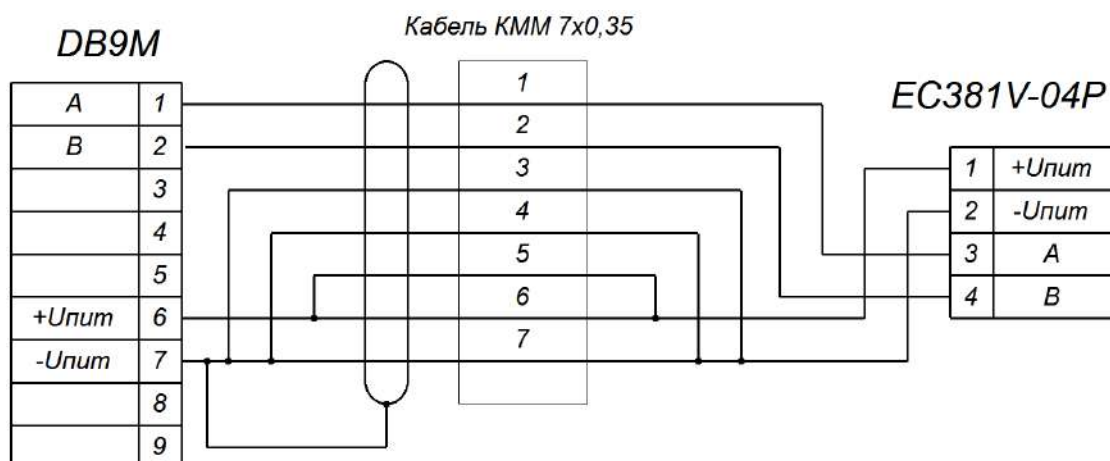 Кабель КММ 7х0,35
DB9M
A 1
B 2
3
4
5
+Uпит 6
-Uпит 7
8
9
1
2
3
4
5
6
7
EC381V-04P
1 +Uпит
2 -Uпит
3 A
4 B